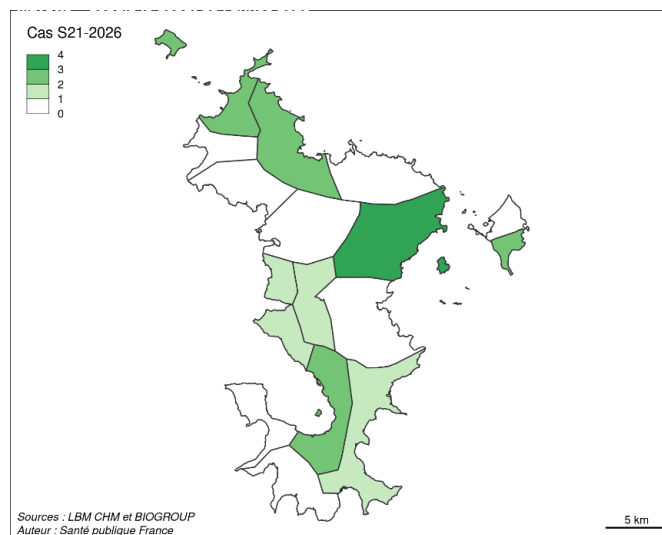 Cas S21-2026
4
3
2
1
0
Sources : LBM CHM et BIOGROUP
Auteur : Santé publique France
5 km